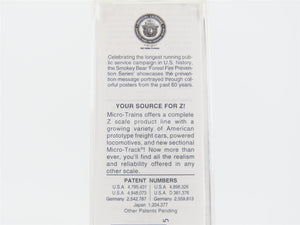 Celebrating the longest running pub-
lic service campaign in U.S. history,
the Smokey Bear 'Forest Fire Preven-
tion Series' showcases the preven-
tion message portrayed through col-
orful posters from the past 60 years.
YOUR SOURCE FOR Z!
Micro-Trains offers a complete
Z scale product line with a
growing variety of American
prototype freight cars, powered
locomotives, and new sectional
Micro-Track®! Now more than
ever, you'll find all the realism
and reliability offered in any
other scale.
PATENT NUMBERS
U.S.A. 4,795,437 U.S.A. 4,898,326
U.S.A. 4,946,073 U.S.A. D 381,376
Germany 2,542,787 Germany 2,559,813
Japan 1,204,377
Other Patents Pending